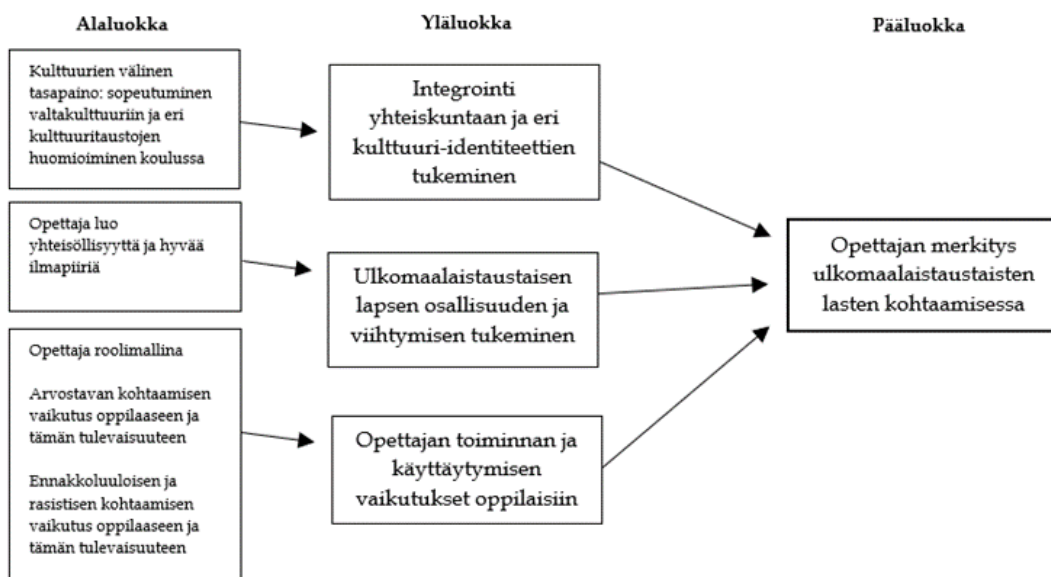 Alaluokka
Kulttuurien välinen
tasapaino: sopeutuminen
valtakulttuuriin ja eri
kulttuuritaustojen
huomioiminen koulussa
Opettaja luo
yhteisöllisyyttä ja hyvää
ilmapiiriä
Opettaja roolimallina
Arvostavan kohtaamisen
vaikutus oppilaaseen ja
tämän tulevaisuuteen
Ennakkoluuloisen ja
rasistisen kohtaamisen
vaikutus oppilaaseen ja
tämän tulevaisuuteen
Yläluokka
Integrointi
yhteiskuntaan ja eri
kulttuuri-identiteettien
tukeminen
Ulkomaalaistaustaisen
lapsen osallisuuden ja
viihtymisen tukeminen
Opettajan toiminnan ja
käyttäytymisen
vaikutukset oppilaisiin
Pääluokka
Opettajan merkitys
ulkomaalaistaustaisten
lasten kohtaamisessa